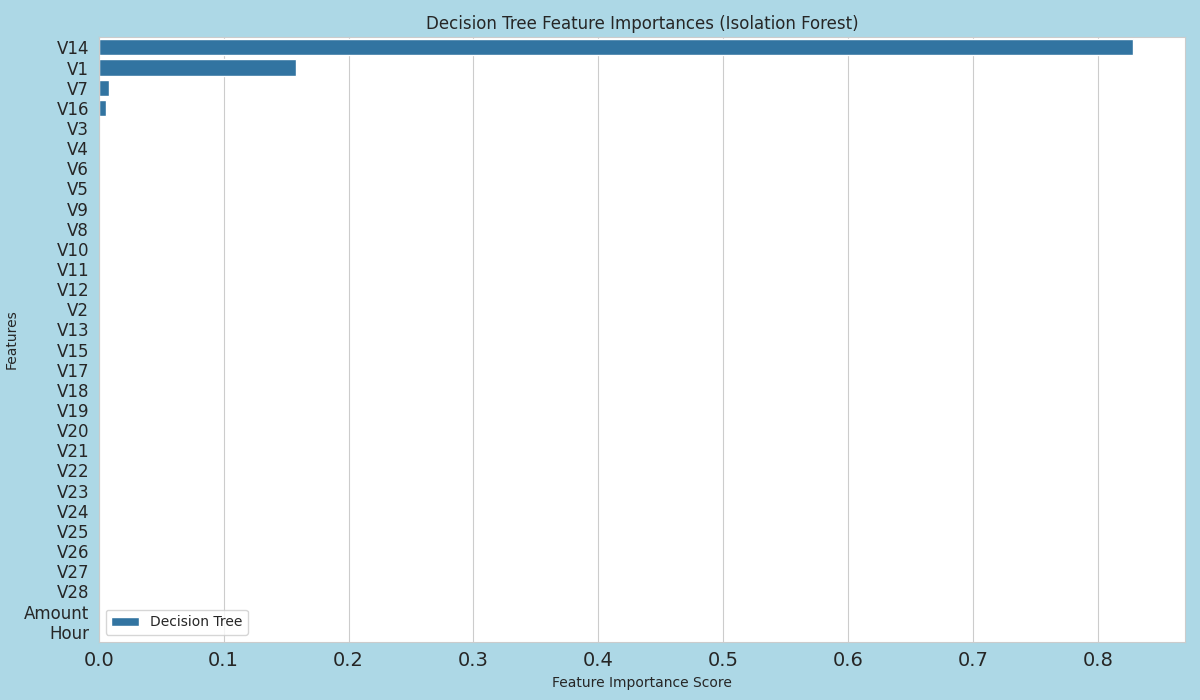 Decision Tree Feature Importances (Isolation Forest)
V14
V1
V7
V16
V3
V4
V6
V5
V9
V8
V10
V11
V12
V2
V13
V15
V17
V18
V19
V20
V21
V22
V23
V24
V25
V26
V27
V28
Amount
Hour
Features
Decision Tree
0.0 0.1 0.2 0.3 0.4 0.5 0.6 0.7 0.8
Feature Importance Score